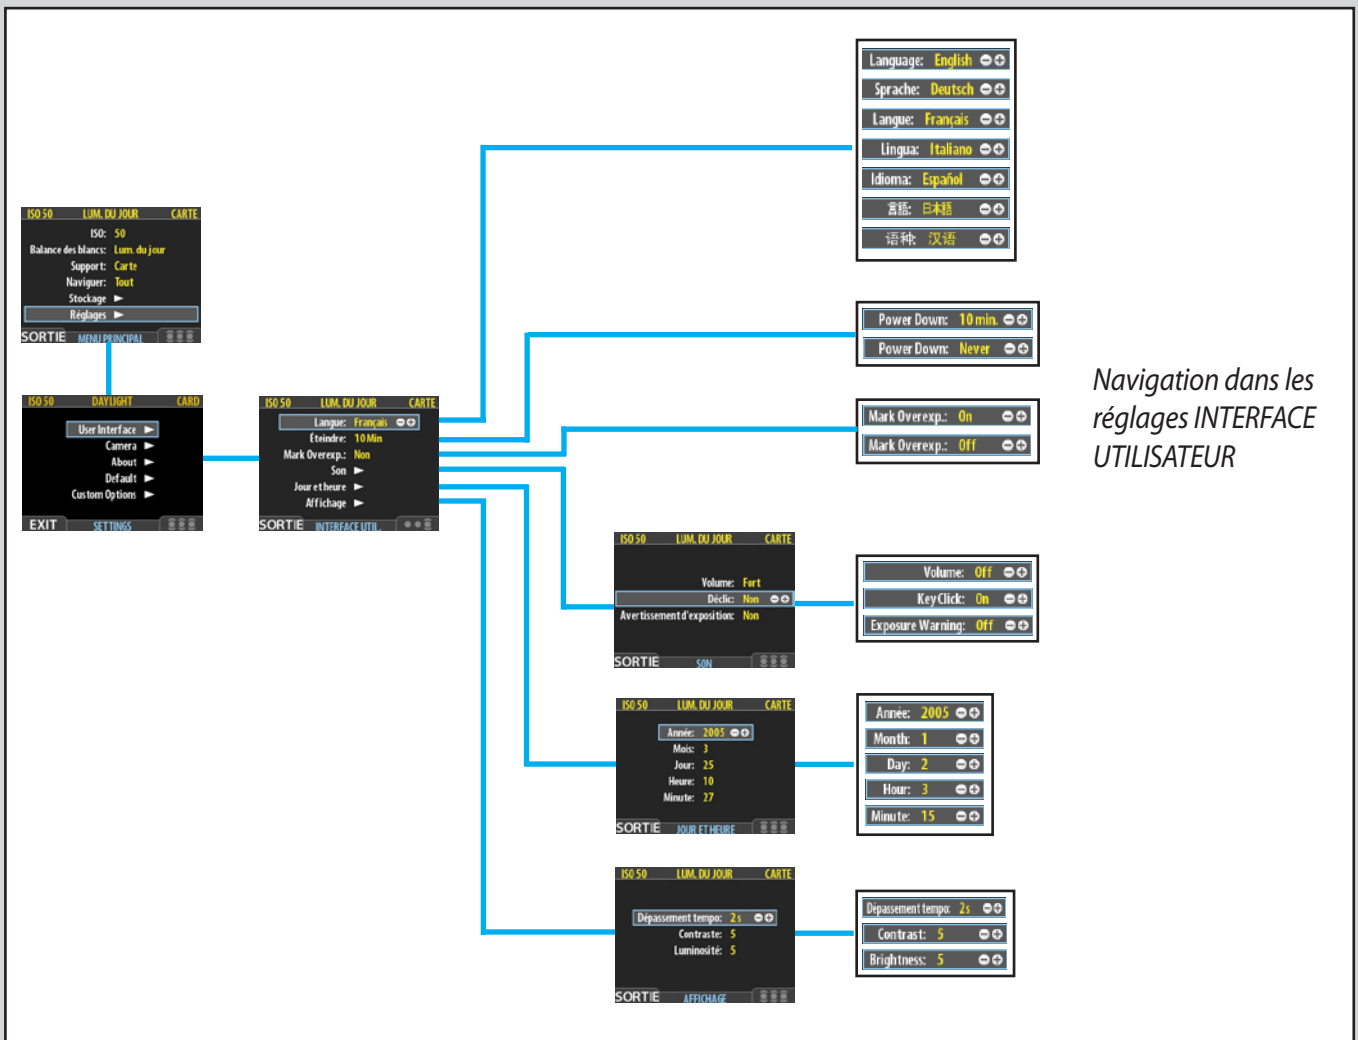 Language: English
Sprache: Deutsch
Langue: Français
Lingua: Italiano
Idioma: Español
言語: 日本語
语种: 汉语
ISO 50 LUM. DU JOUR CARTE
ISO: 50
Balance des blancs: Lum. du jour
Support: Carte
Naviguer: Tout
Stockage
Réglages
SORTIE MENU PRINCIPAL
Power Down: 10 min.
Power Down: Never
Navigation dans les
réglages INTERFACE
UTILISATEUR
ISO 50 DAYLIGHT CARD
User Interface
Camera
About
Default
Custom Options
EXIT SETTINGS
ISO 50 LUM. DU JOUR CARTE
Langue: Français
Éteindre: 10 Min
Mark Overexp.: Non
Son
Jour et heure
Affichage
SORTIE INTERFACE UTIL.
Mark Overexp.: On
Mark Overexp.: Off
ISO 50 LUM. DU JOUR CARTE
Volume: Fort
Déclic: Non
Avertissement d'exposition: Non
SORTIE SON
Volume: Off
Key Click: On
Exposure Warning: Off
ISO 50 LUM. DU JOUR CARTE
Année: 2005
Mois: 3
Jour: 25
Heure: 10
Minute: 27
SORTIE JOUR ET HEURE
Année: 2005
Month: 1
Day: 2
Hour: 3
Minute: 15
ISO 50 LUM. DU JOUR CARTE
Dépassement tempo: 2 s
Contraste: 5
Luminosité: 5
SORTIE AFFICHAGE
Dépassement tempo: 2 s
Contrast: 5
Brightness: 5